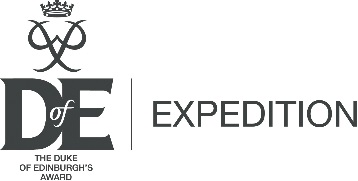 DofE
THE DUKE
OF EDINBURGH'S
AWARD
EXPEDITION